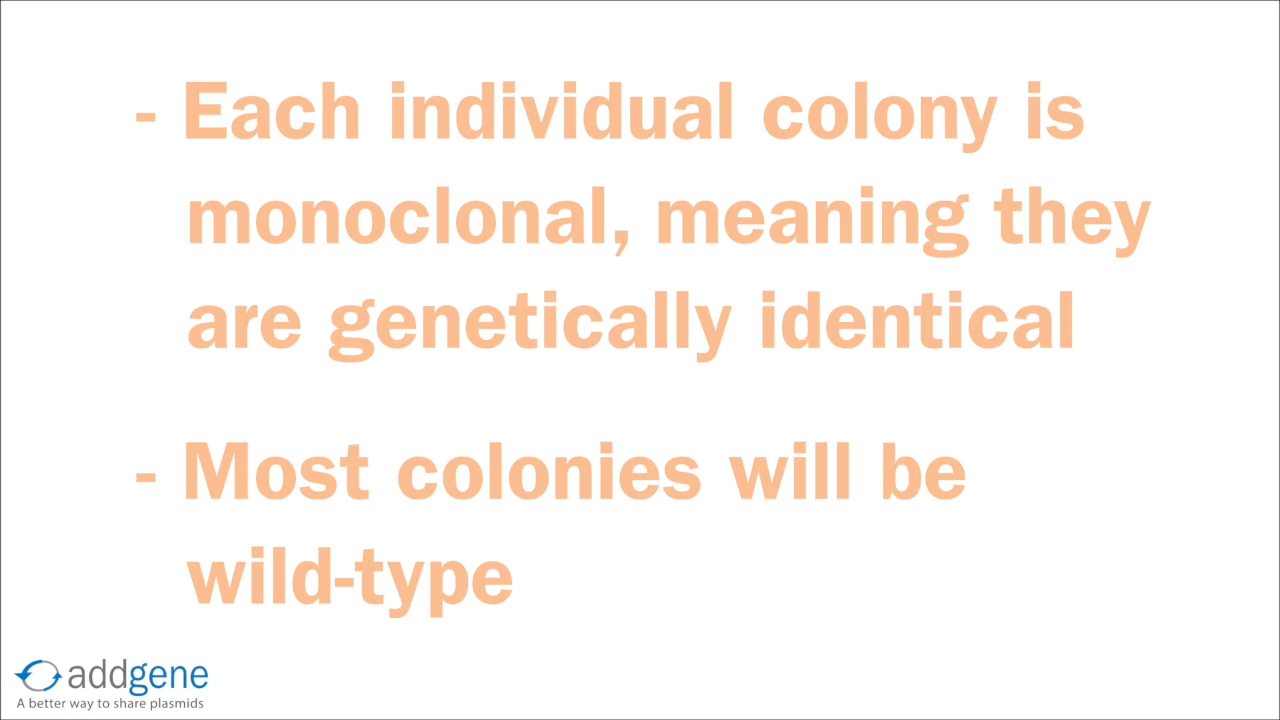 - Each individual colony is
monoclonal, meaning they
are genetically identical
- Most colonies will be
wild-type
addgene
A better way to share plasmids